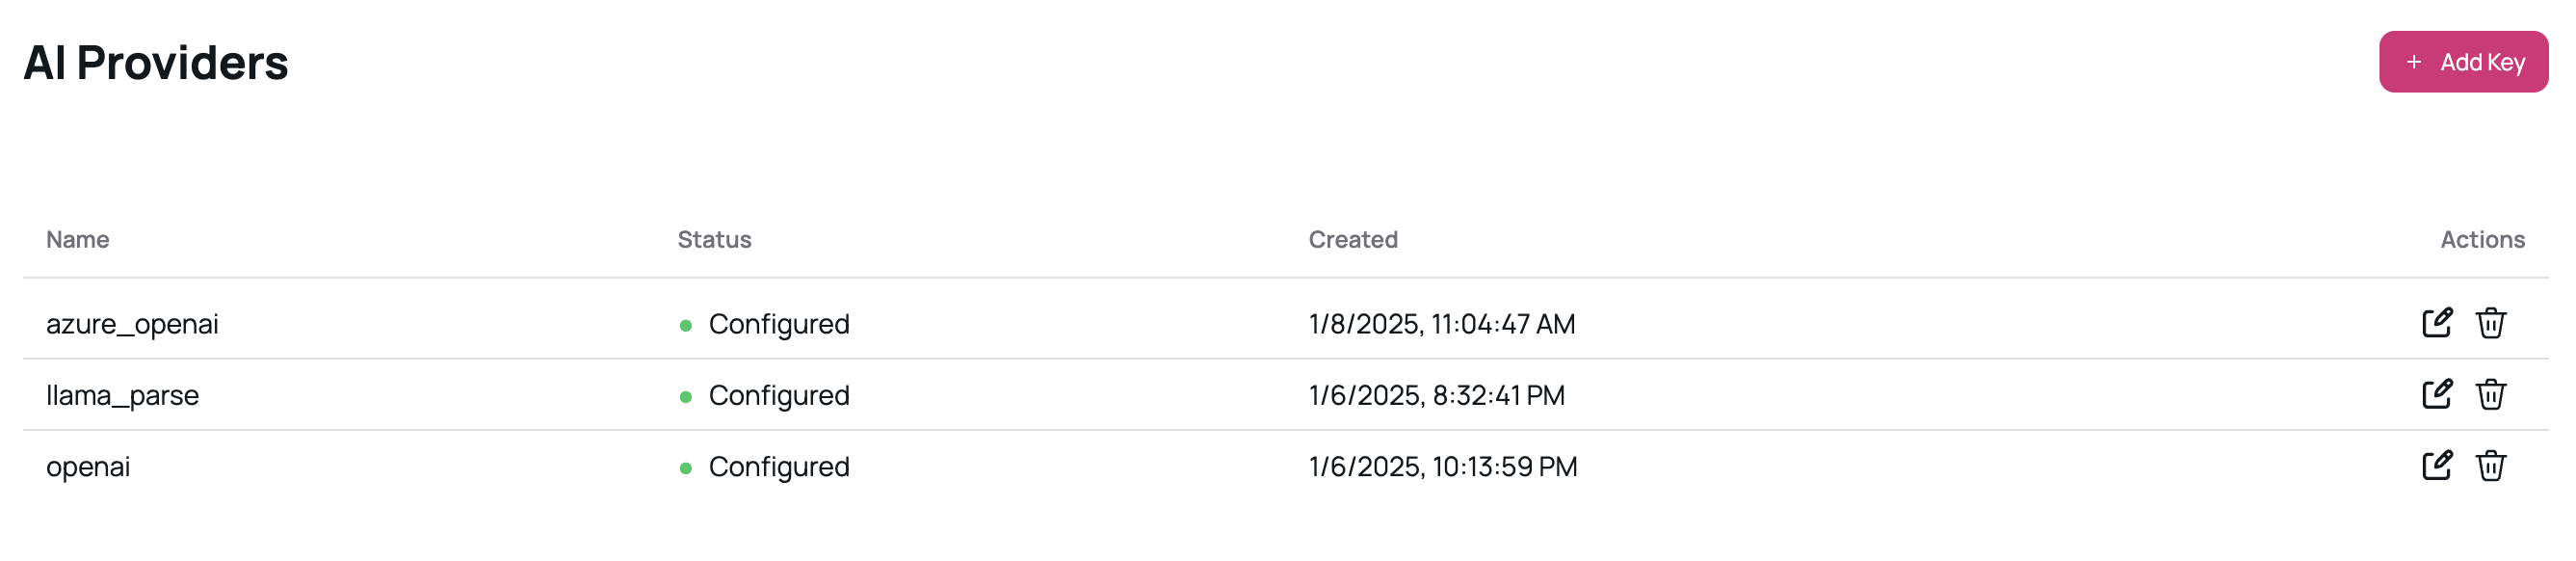 AI Providers
+ Add Key
Name Status Created Actions
azure_openai Configured 1/8/2025, 11:04:47 AM
llama_parse Configured 1/6/2025, 8:32:41 PM
openai Configured 1/6/2025, 10:13:59 PM